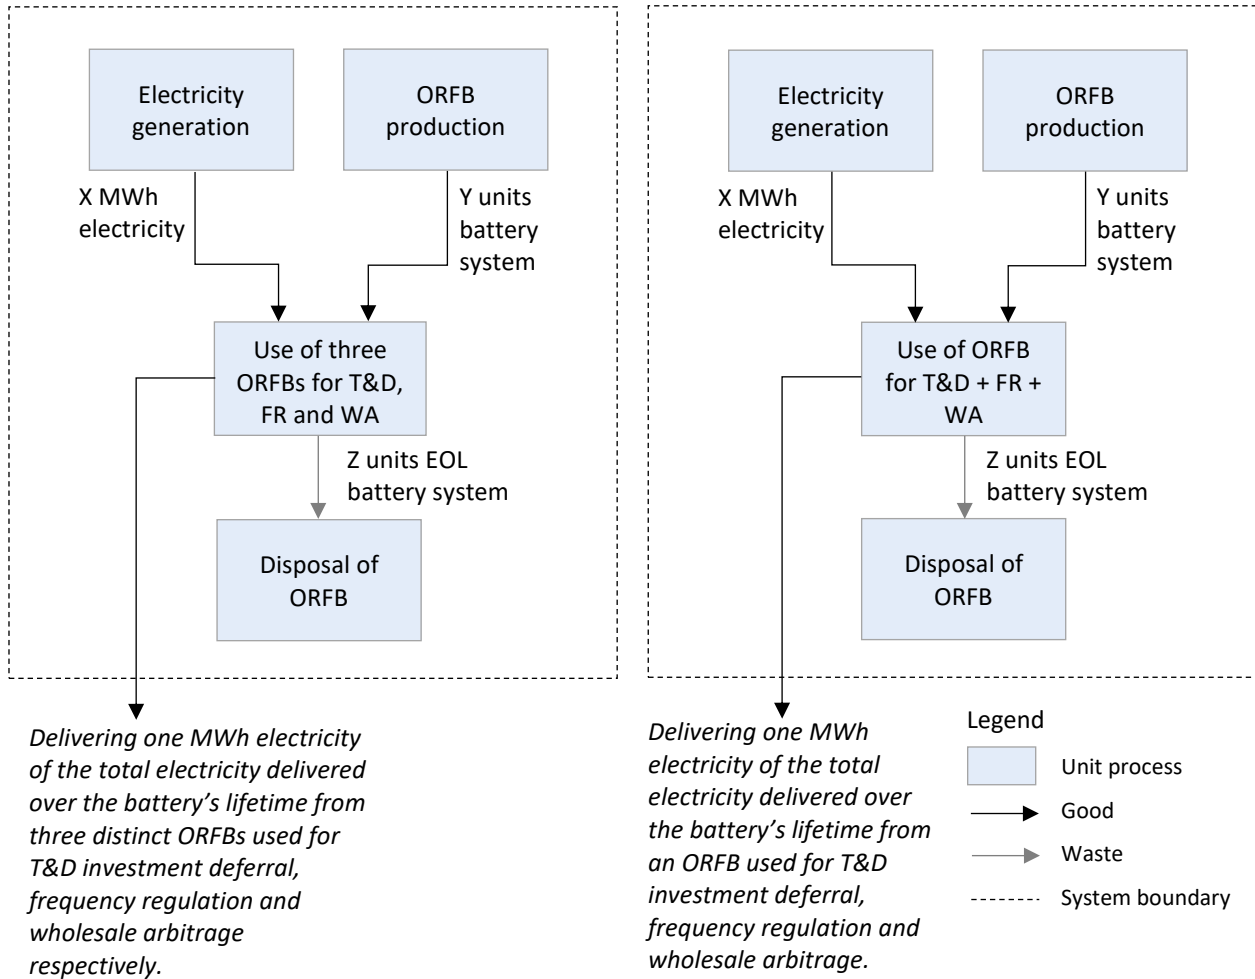 Electricity
generation
ORFB
production
X MWh
electricity
Y units
battery
system
Use of three
ORFBs for T&D,
FR and WA
Z units EOL
battery system
Disposal of
ORFB
Delivering one MWh electricity
of the total electricity delivered
over the battery’s lifetime from
three distinct ORFBs used for
T&D investment deferral,
frequency regulation and
wholesale arbitrage
respectively.
Electricity
generation
ORFB
production
X MWh
electricity
Y units
battery
system
Use of ORFB
for T&D + FR +
WA
Z units EOL
battery system
Disposal of
ORFB
Delivering one MWh
electricity of the total
electricity delivered over
the battery’s lifetime from
an ORFB used for T&D
investment deferral,
frequency regulation and
wholesale arbitrage.
Legend
Unit process
Good
Waste
System boundary